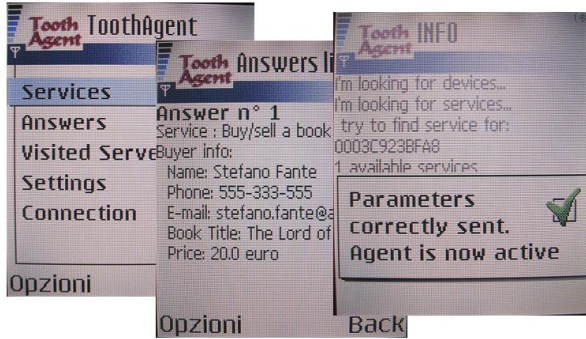 Tooth Agent ToothAgent
Services
Answers
Visited Serve
Settings
Connection
Opzioni
Tooth Agent Answers li
Answer n° 1
Service : Buy/sell a book
Buyer info:
Name: Stefano Fante
Phone: 555-333-555
E-mail: stefano.fante@a
Book Title: The Lord of
Price: 20.0 euro
Opzioni Back
Tooth Agent INFO
I'm looking for devices...
I'm looking for services...
try to find service for:
0003C923BFA8
1 available services
Parameters
correctly sent.
Agent is now active